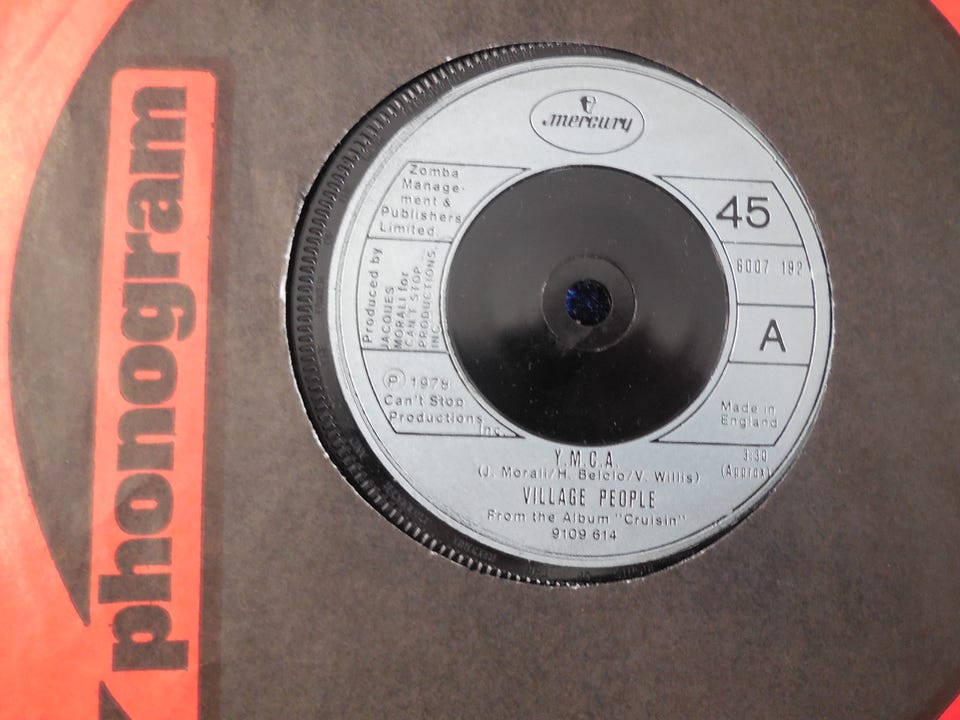 phonogram
mercury
Zomba
Manage-
ment &
Publishers
Limited.
Produced by
JACQUES
MORALI for
CAN'T STOP
PRODUCTIONS,
INC.
Ⓟ 1978
Can't Stop
Productions,
Inc.
45
6007 192
A
Made in
England
3:30
(Approx)
Y.M.C.A.
(J. Morali/H. Belolo/V. Willis)
VILLAGE PEOPLE
From the Album "Cruisin"
9109 614